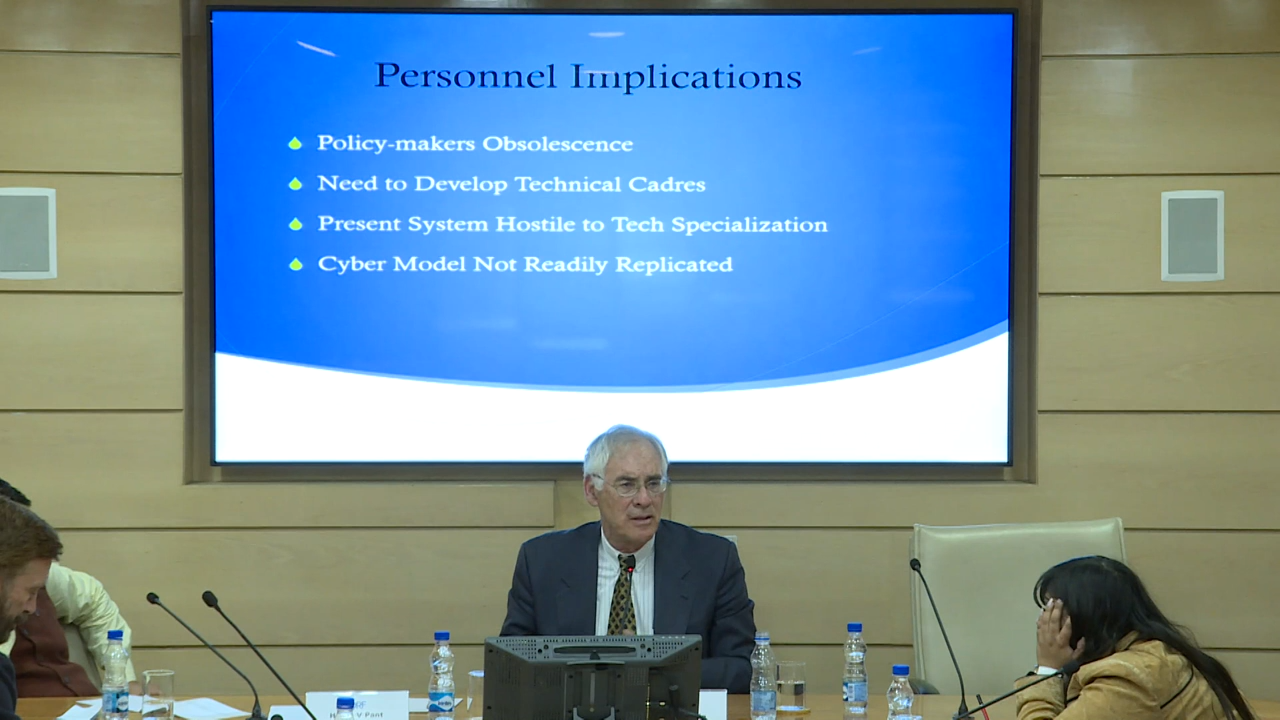 Personnel Implications
Policy-makers Obsolescence
Need to Develop Technical Cadres
Present System Hostile to Tech Specialization
Cyber Model Not Readily Replicated
V Pant